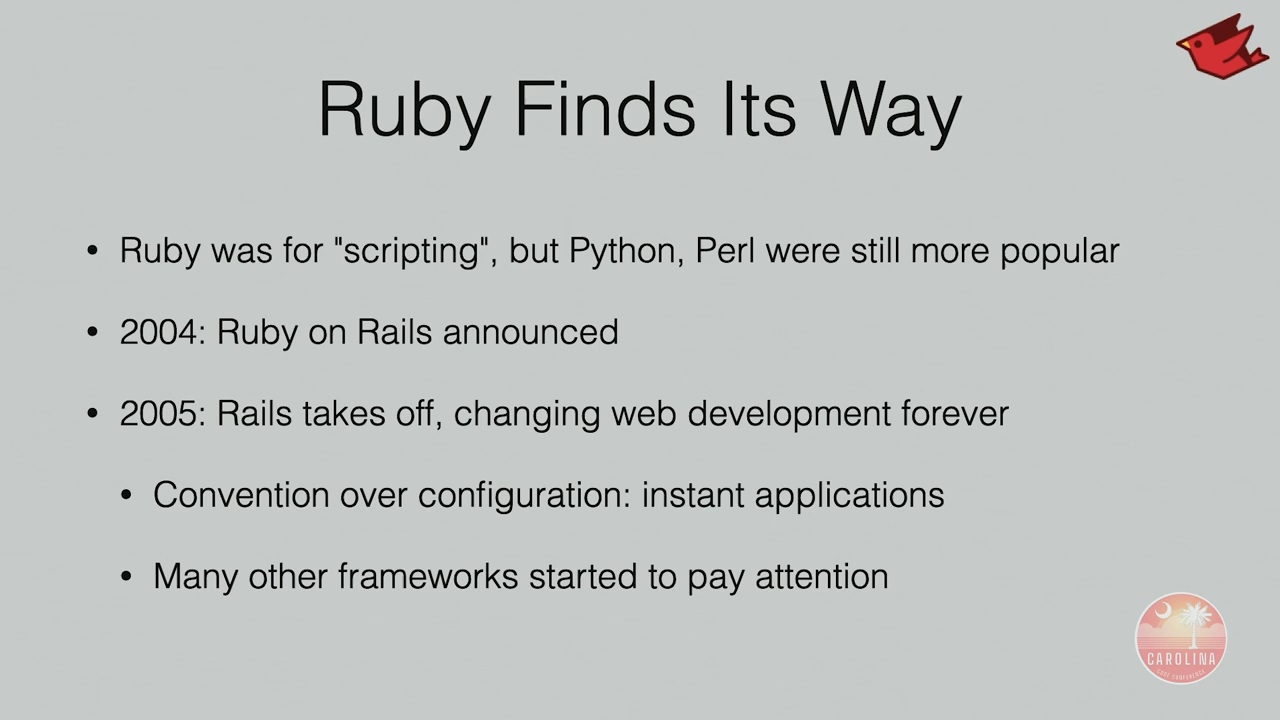 Ruby Finds Its Way
• Ruby was for "scripting", but Python, Perl were still more popular
• 2004: Ruby on Rails announced
• 2005: Rails takes off, changing web development forever
• Convention over configuration: instant applications
• Many other frameworks started to pay attention
CAROLINA
CODE CONFERENCE